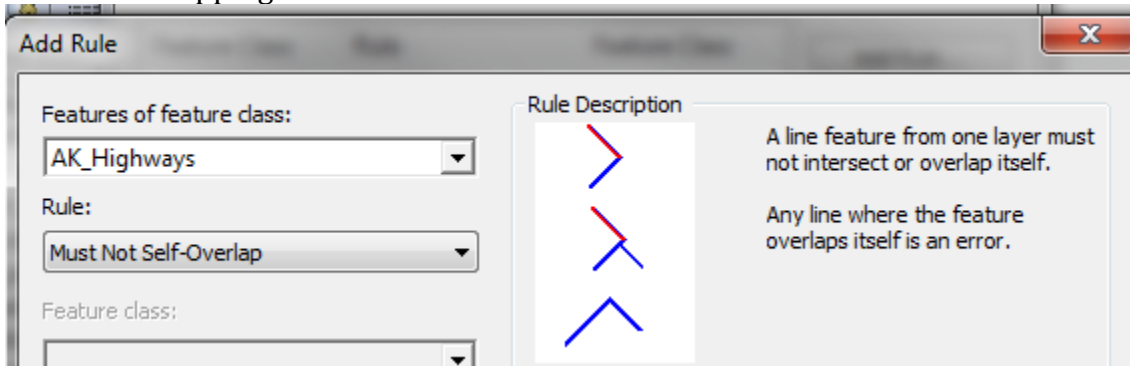 Add Rule
Features of feature class:
AK_Highways
Rule:
Must Not Self-Overlap
Feature class:
Rule Description
A line feature from one layer must
not intersect or overlap itself.
Any line where the feature
overlaps itself is an error.